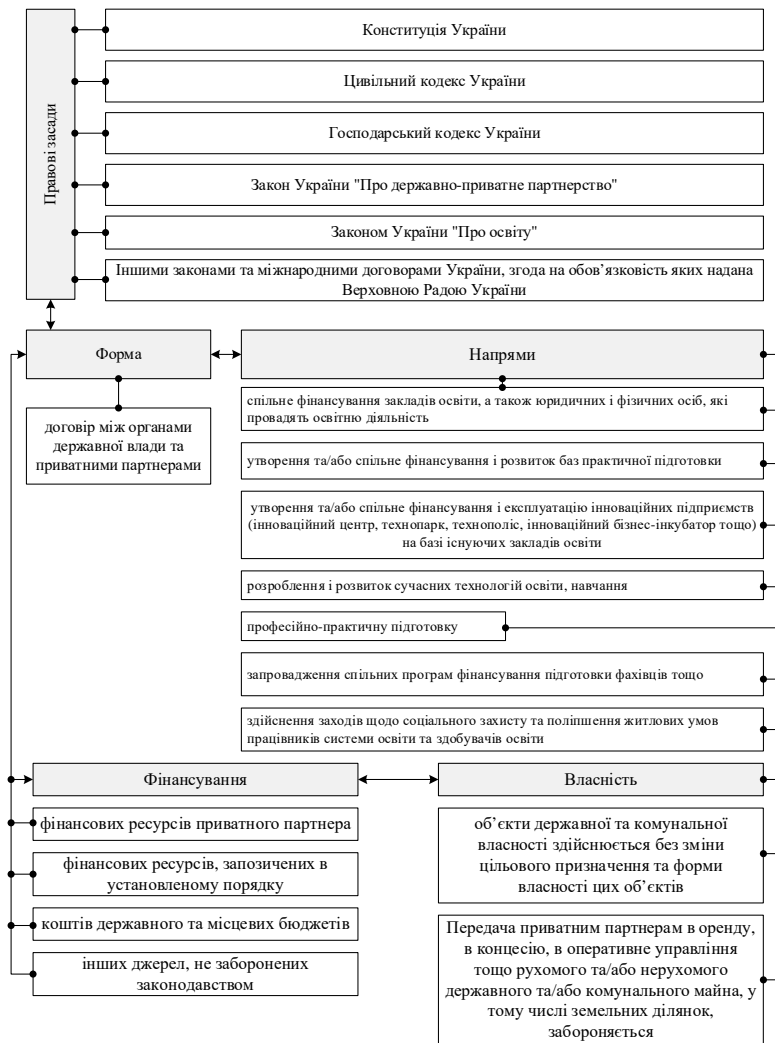 Правові засади
Конституція України
Цивільний кодекс України
Господарський кодекс України
Закон України "Про державно-приватне партнерство"
Законом України "Про освіту"
Іншими законами та міжнародними договорами України, згода на обов’язковість яких надана
Верховною Радою України
Форма
Напрями
договір між органами
державної влади та
приватними партнерами
спільне фінансування закладів освіти, а також юридичних і фізичних осіб, які
провадять освітню діяльність
утворення та/або спільне фінансування і розвиток баз практичної підготовки
утворення та/або спільне фінансування і експлуатацію інноваційних підприємств
(інноваційний центр, технопарк, технополіс, інноваційний бізнес-інкубатор тощо)
на базі існуючих закладів освіти
розроблення і розвиток сучасних технологій освіти, навчання
професійно-практичну підготовку
запровадження спільних програм фінансування підготовки фахівців тощо
здійснення заходів щодо соціального захисту та поліпшення житлових умов
працівників системи освіти та здобувачів освіти
Фінансування
Власність
фінансових ресурсів приватного партнера
фінансових ресурсів, запозичених в
установленому порядку
коштів державного та місцевих бюджетів
інших джерел, не заборонених
законодавством
об’єкти державної та комунальної
власності здійснюється без зміни
цільового призначення та форми
власності цих об’єктів
Передача приватним партнерам в оренду,
в концесію, в оперативне управління
тощо рухомого та/або нерухомого
державного та/або комунального майна, у
тому числі земельних ділянок,
забороняється